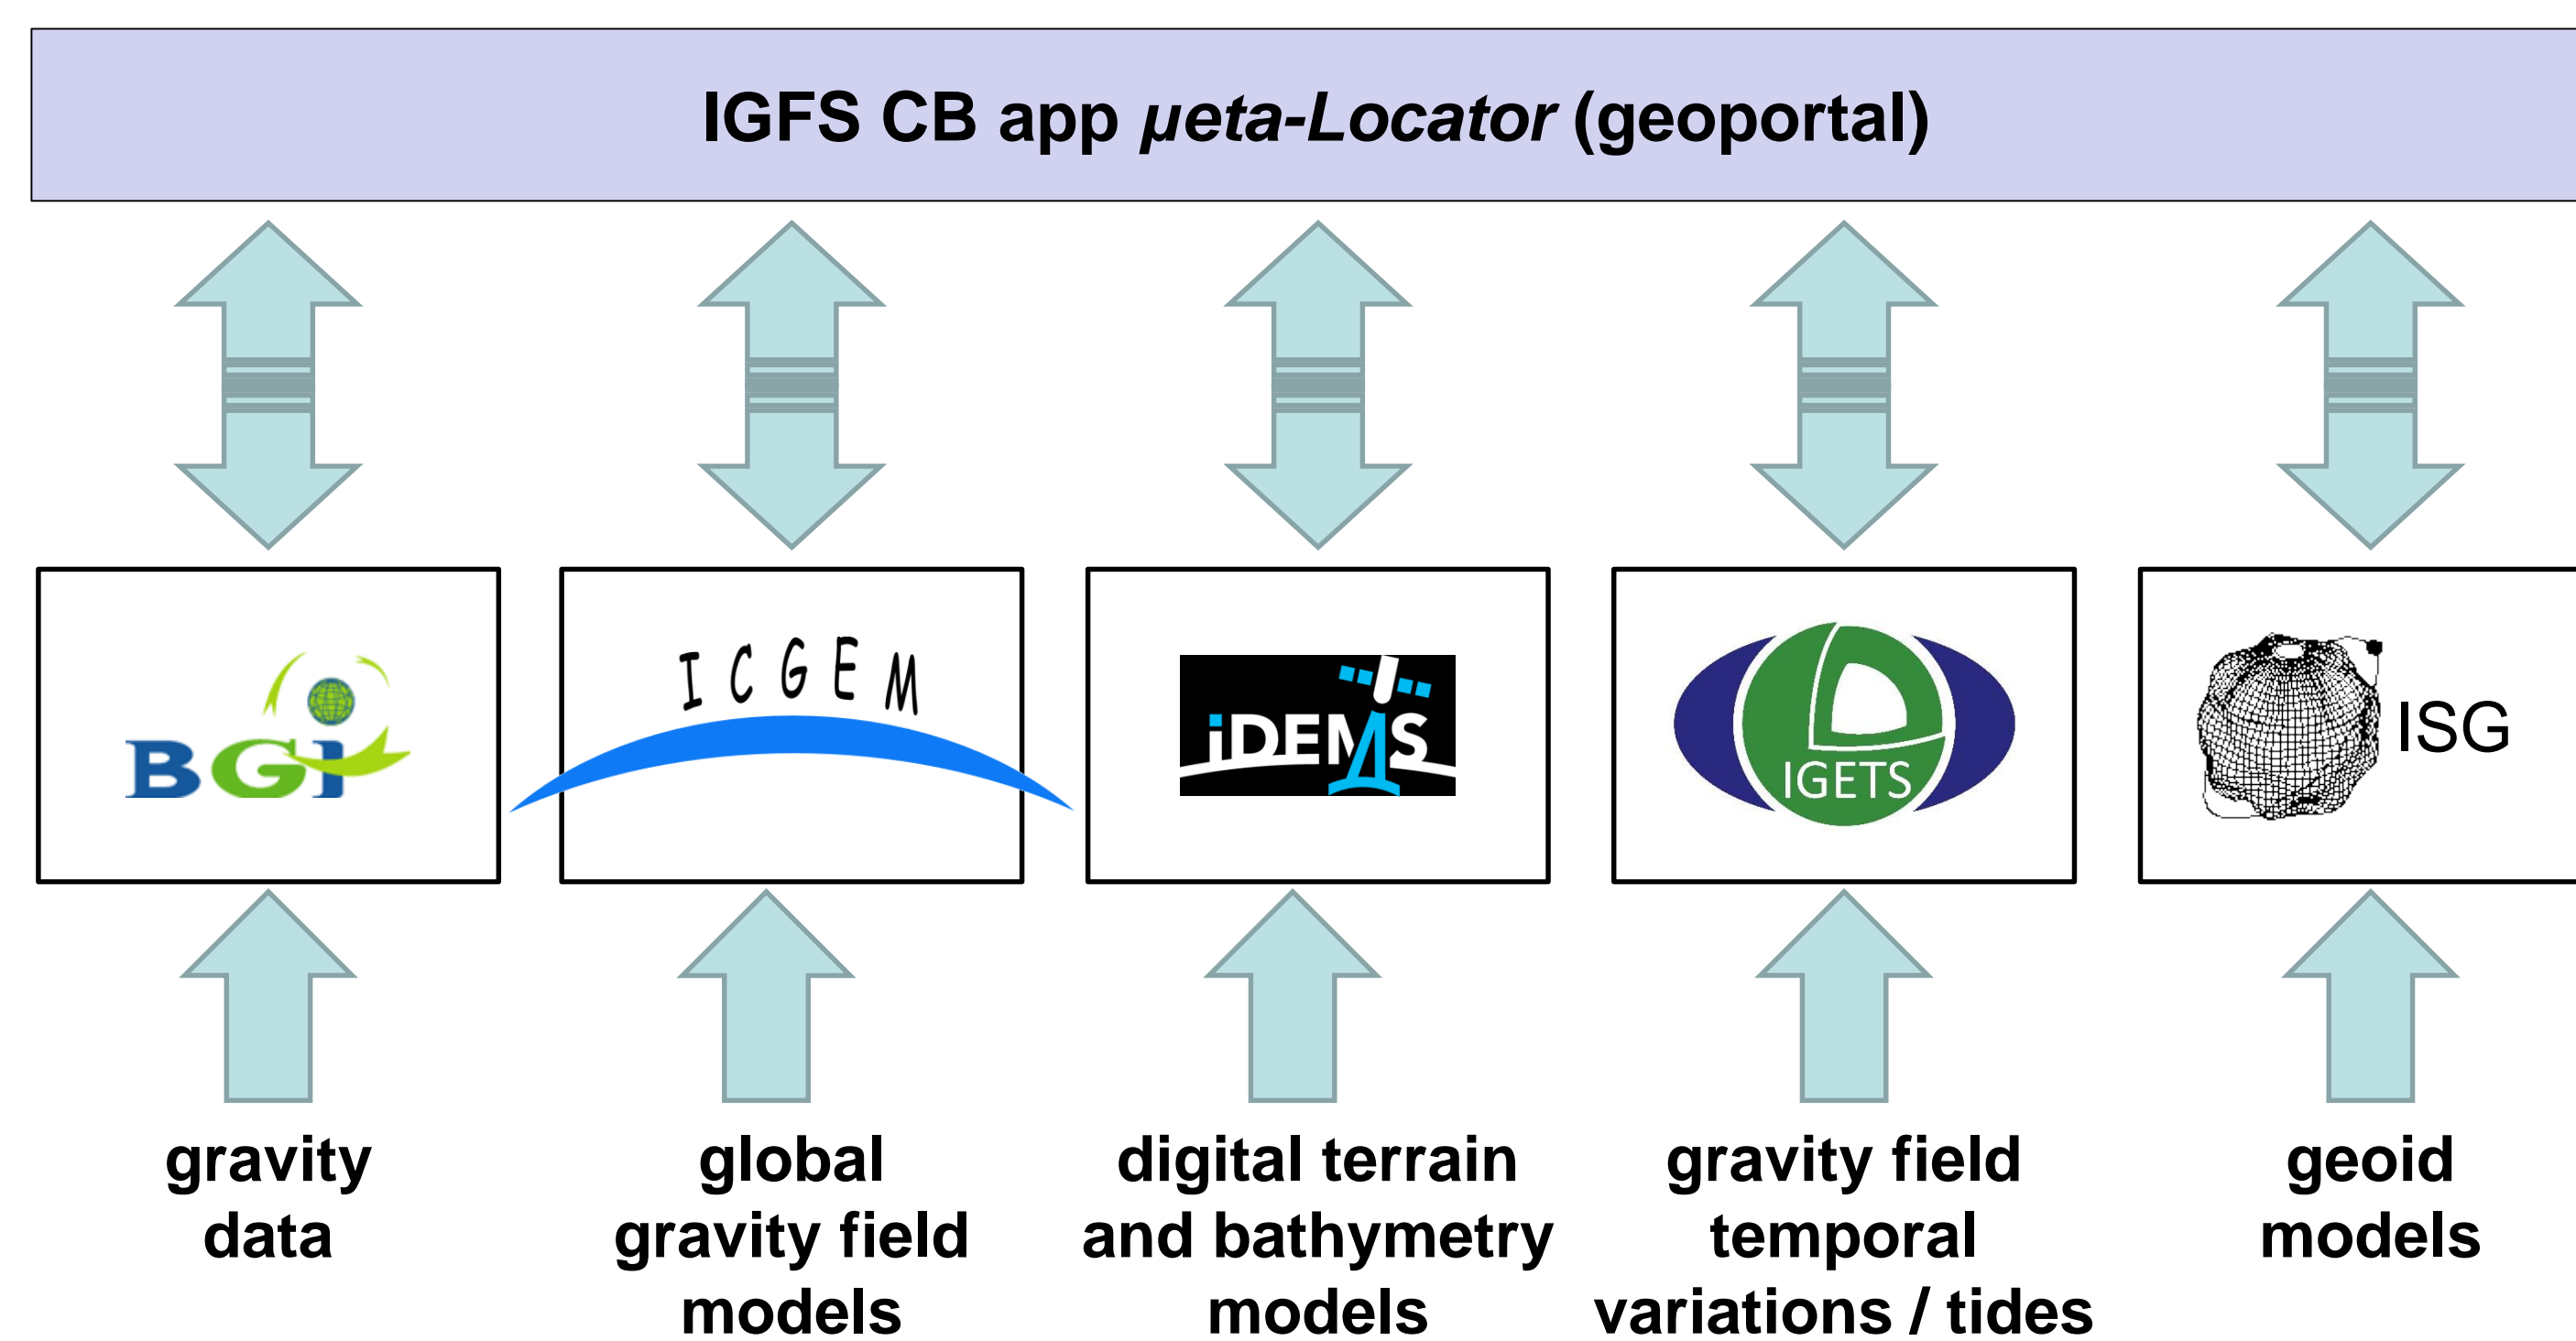 IGFS CB app μeta-Locator (geoportal)
BGI
ICGEM
iDEMS
IGETS
ISG
gravity
data
global
gravity field
models
digital terrain
and bathymetry
models
gravity field
temporal
variations / tides
geoid
models